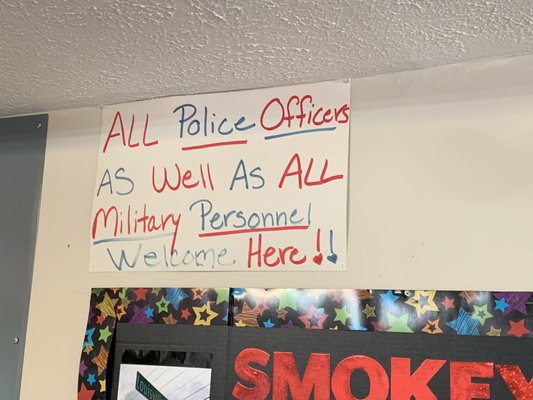 ALL Police Officers
AS Well AS ALL
Military Personnel
Welcome Here!!
SMOKEY